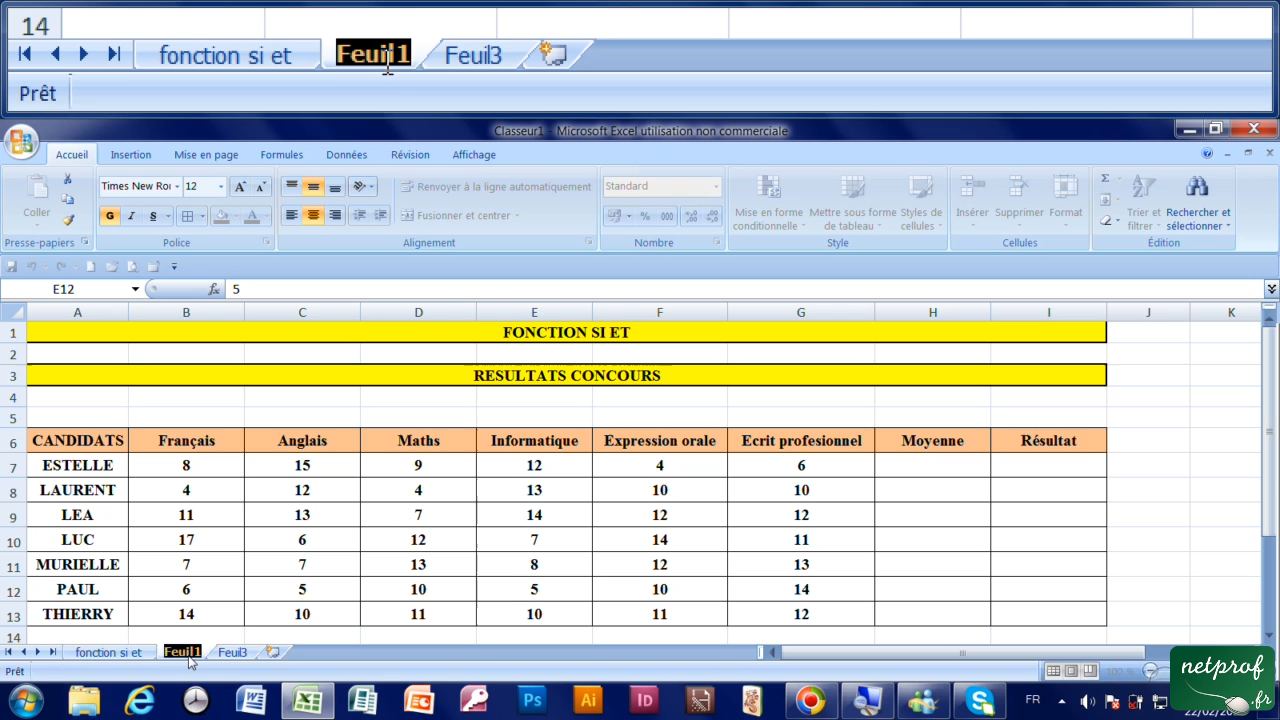 14
fonction si et Feuil1 Feuil3
Prêt
Classeur1 - Microsoft Excel utilisation non commerciale
Accueil Insertion Mise en page Formules Données Révision Affichage
Times New Roi 12 A A Renvoyer à la ligne automatiquement Standard
Coller G I S A Fusionner et centrer % 000 Mise en forme conditionnelle Mettre sous forme de tableau Styles de cellules Insérer Supprimer Format Σ Trier et filtrer Rechercher et sélectionner
Presse-papiers Police Alignement Nombre Style Cellules Édition
E12 fx 5
A B C D E F G H I J K
1 FONCTION SI ET
2
3 RESULTATS CONCOURS
4
5
6 CANDIDATS Français Anglais Maths Informatique Expression orale Ecrit profesionnel Moyenne Résultat
7 ESTELLE 8 15 9 12 4 6
8 LAURENT 4 12 4 13 10 10
9 LEA 11 13 7 14 12 12
10 LUC 17 6 12 7 14 11
11 MURIELLE 7 7 13 8 12 13
12 PAUL 6 5 10 5 10 14
13 THIERRY 14 10 11 10 11 12
14
fonction si et Feuil1 Feuil3
Prêt 100 %
netprof.fr
W X P Ps Ai Id S FR